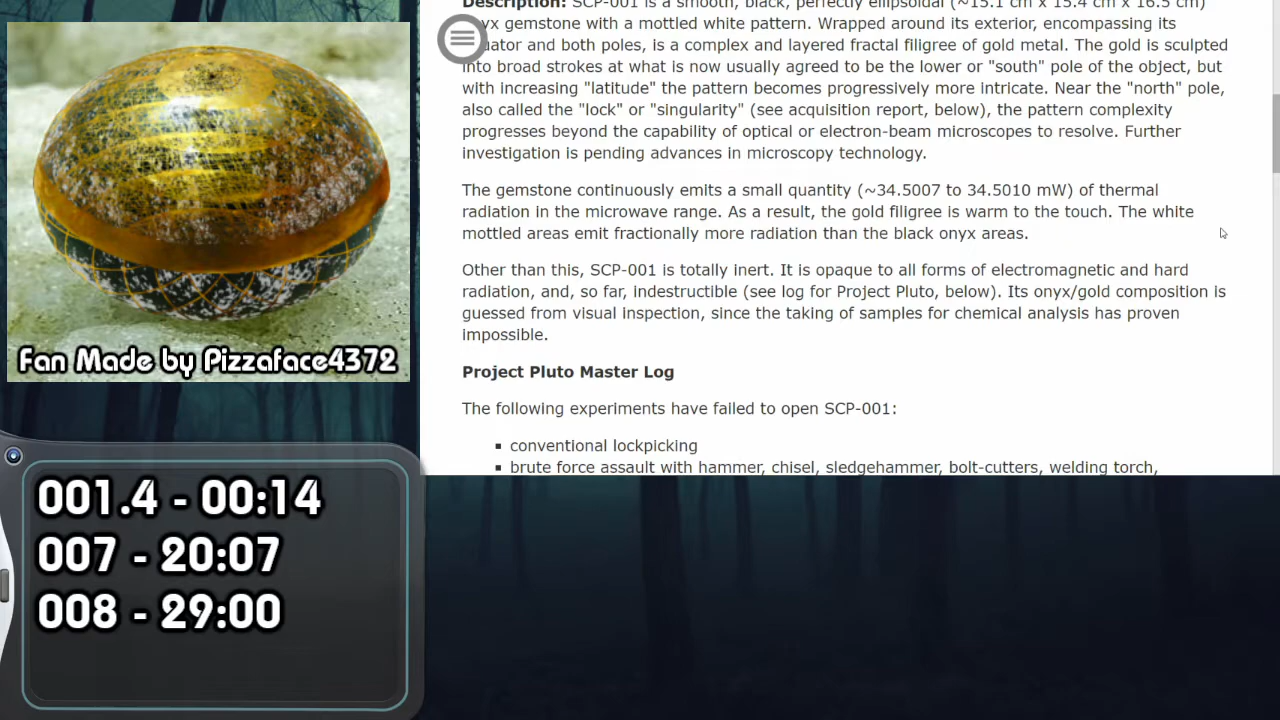 Description: SCP-001 is a smooth, black, perfectly ellipsoidal (~15.1 cm x 15.4 cm x 16.5 cm)
gemstone with a mottled white pattern. Wrapped around its exterior, encompassing its
and both poles, is a complex and layered fractal filigree of gold metal. The gold is sculpted
into broad strokes at what is now usually agreed to be the lower or "south" pole of the object, but
with increasing "latitude" the pattern becomes progressively more intricate. Near the "north" pole,
also called the "lock" or "singularity" (see acquisition report, below), the pattern complexity
progresses beyond the capability of optical or electron-beam microscopes to resolve. Further
investigation is pending advances in microscopy technology.
The gemstone continuously emits a small quantity (~34.5007 to 34.5010 mW) of thermal
radiation in the microwave range. As a result, the gold filigree is warm to the touch. The white
mottled areas emit fractionally more radiation than the black onyx areas.
Other than this, SCP-001 is totally inert. It is opaque to all forms of electromagnetic and hard
radiation, and, so far, indestructible (see log for Project Pluto, below). Its onyx/gold composition is
guessed from visual inspection, since the taking of samples for chemical analysis has proven
impossible.
Project Pluto Master Log
The following experiments have failed to open SCP-001:
▪ conventional lockpicking
▪ brute force assault with hammer, chisel, sledgehammer, bolt-cutters, welding torch,
Fan Made by Pizzaface4372
001.4 - 00:14
007 - 20:07
008 - 29:00